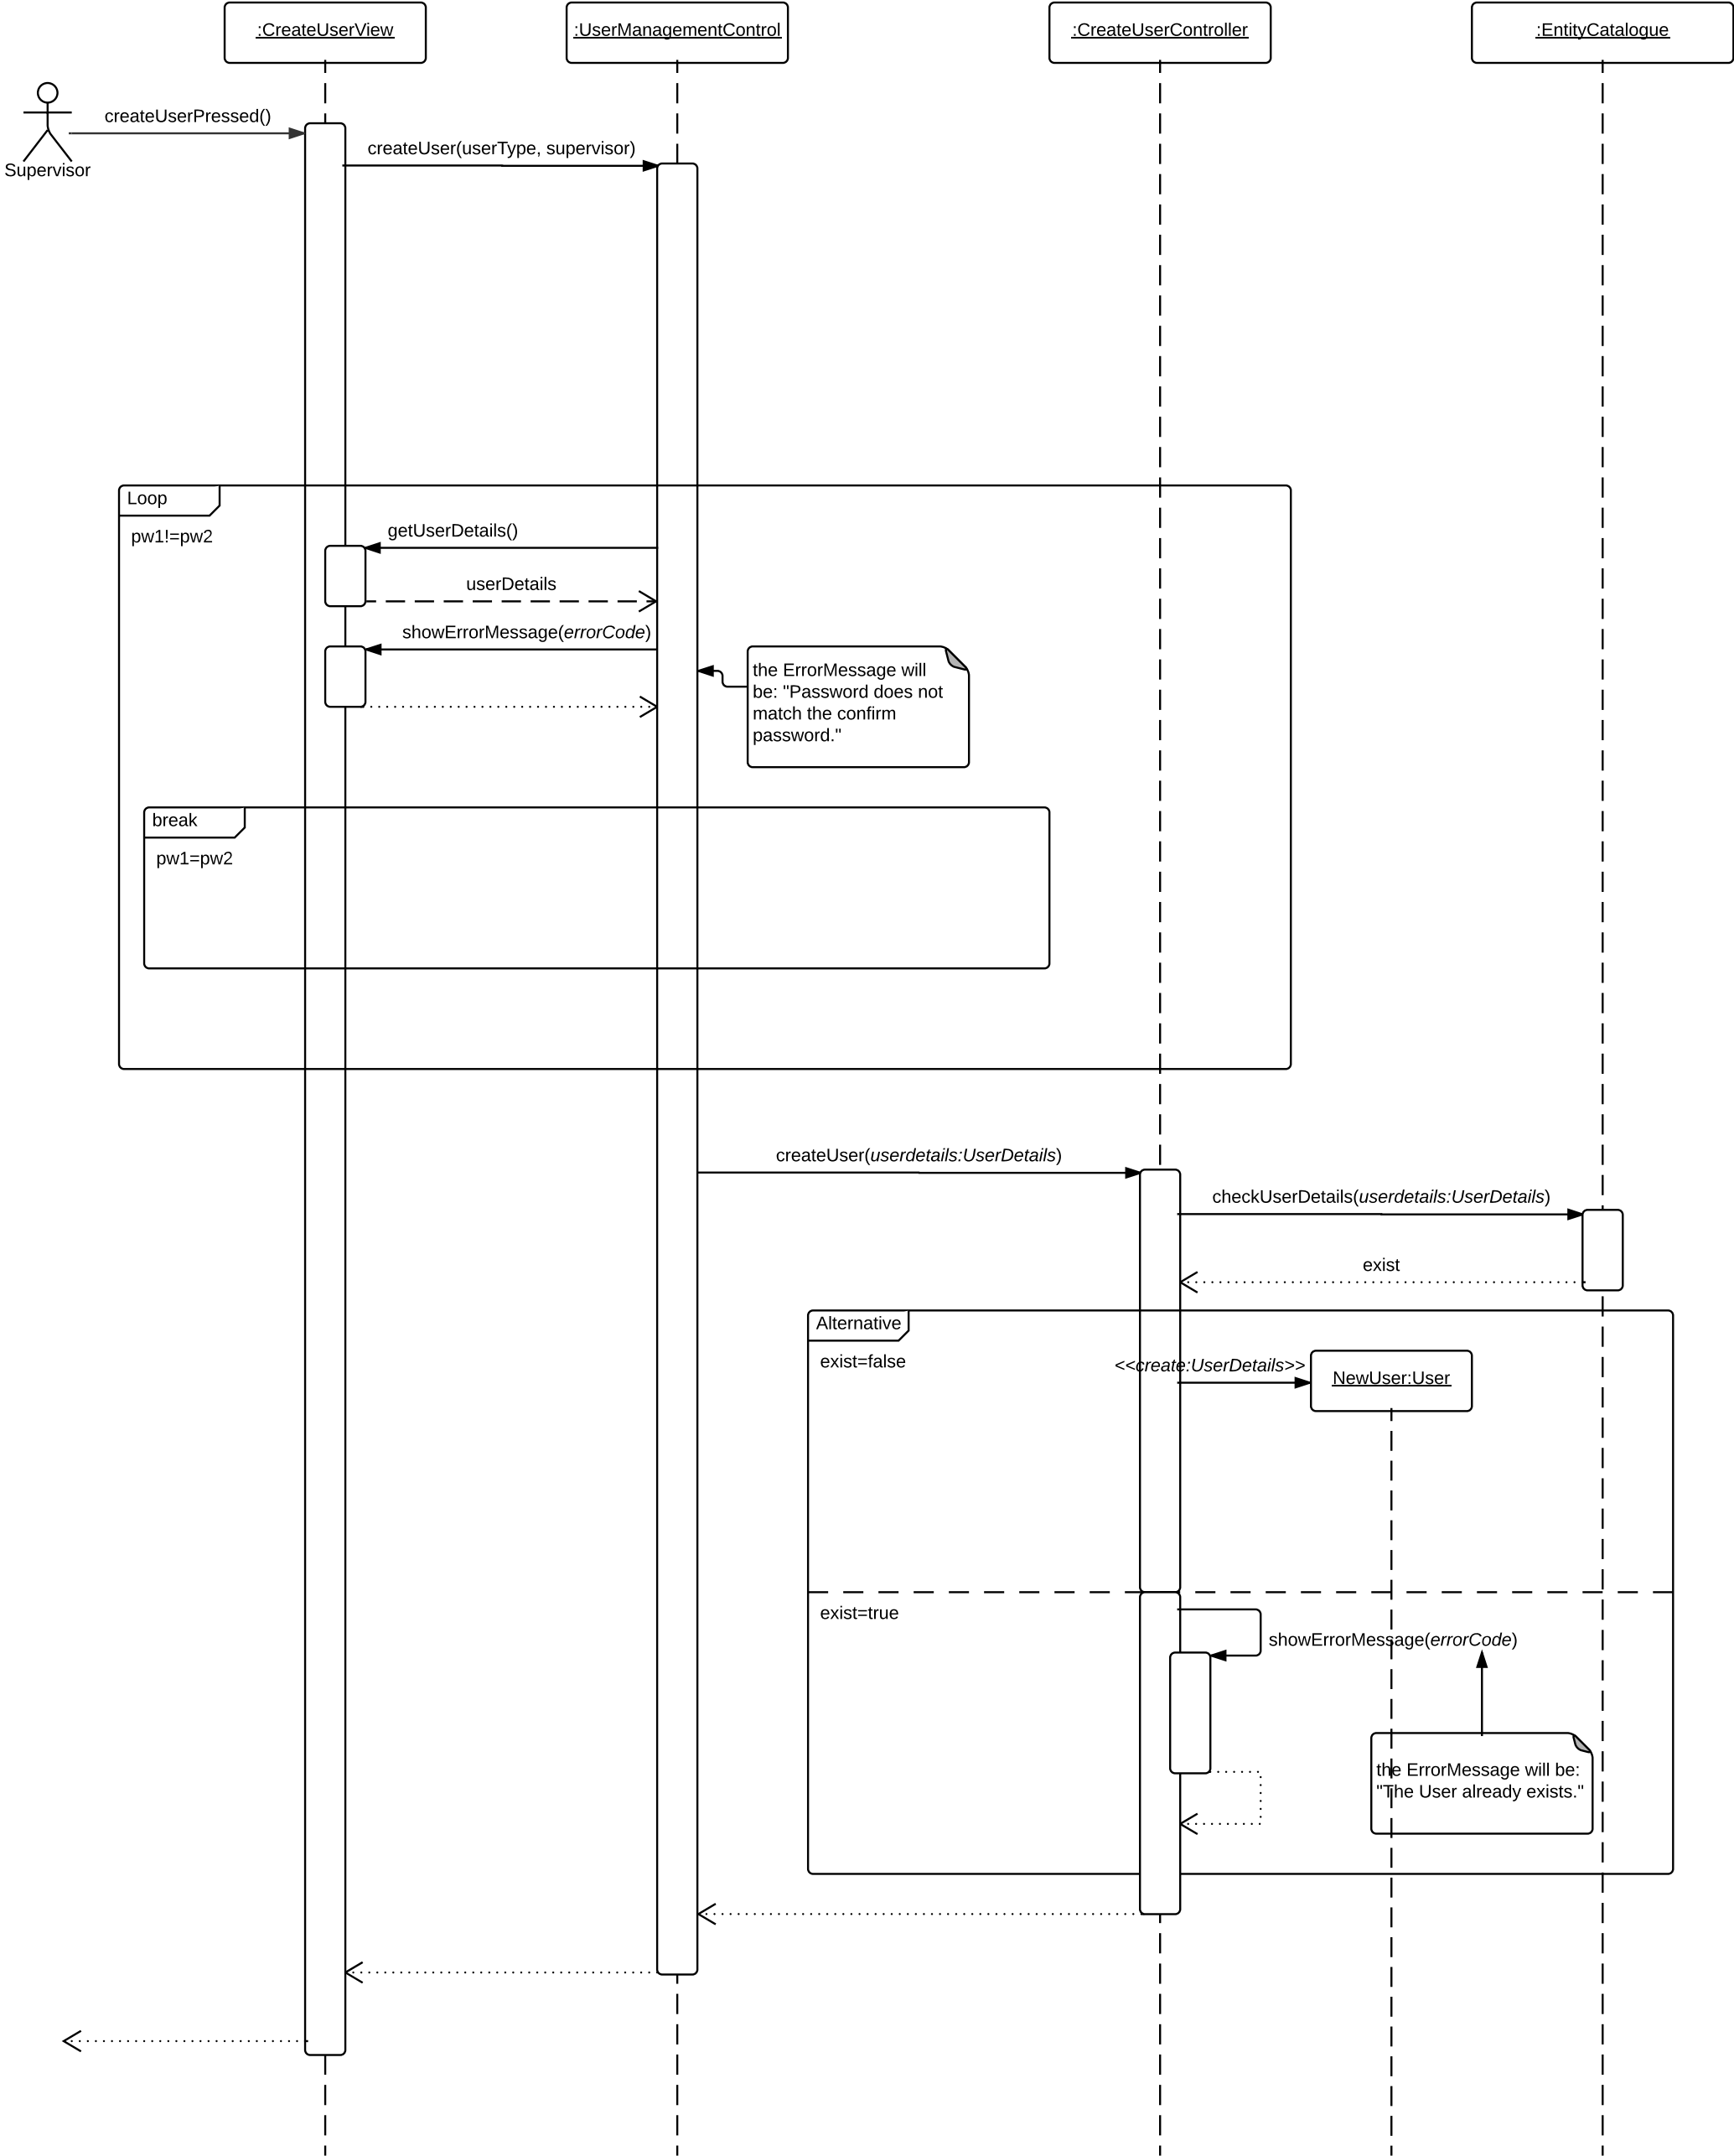 :CreateUserView
:UserManagementControl
:CreateUserController
:EntityCatalogue
createUserPressed()
Supervisor
createUser(userType, supervisor)
Loop
pw1!=pw2
getUserDetails()
userDetails
showErrorMessage(errorCode)
the ErrorMessage will
be: "Password does not
match the confirm
password."
break
pw1=pw2
createUser(userdetails:UserDetails)
checkUserDetails(userdetails:UserDetails)
exist
Alternative
exist=false
<<create:UserDetails>>
NewUser:User
exist=true
showErrorMessage(errorCode)
the ErrorMessage will be:
"The User already exists."